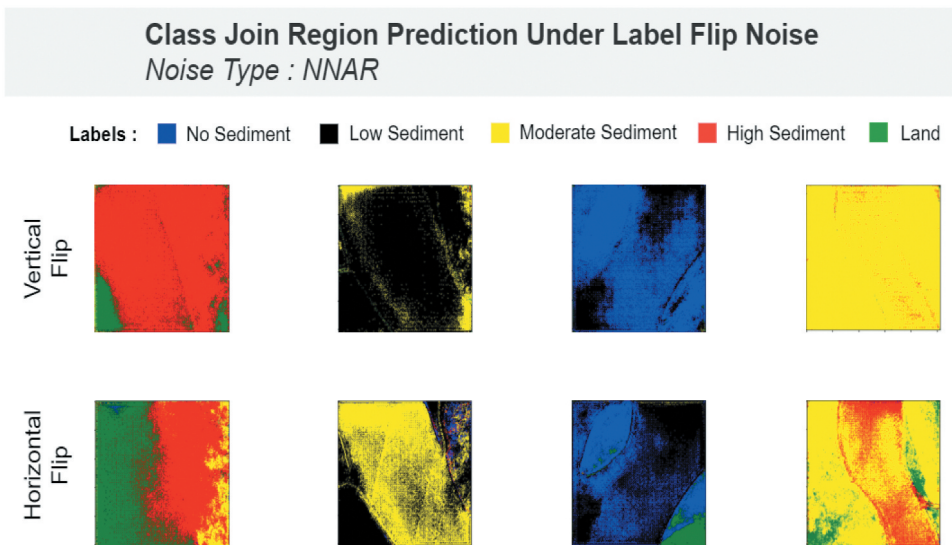 Class Join Region Prediction Under Label Flip Noise
Noise Type : NNAR
Labels : No Sediment Low Sediment Moderate Sediment High Sediment Land
Vertical
Flip
Horizontal
Flip